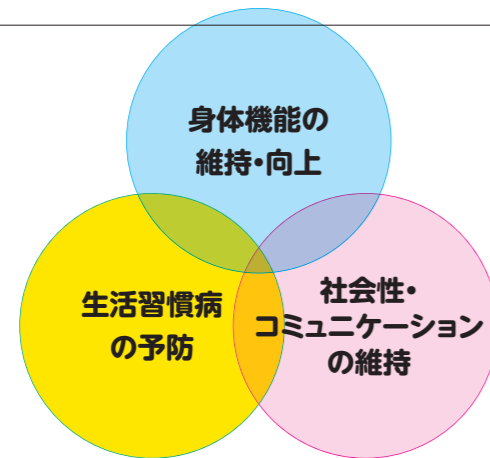 身体機能の
維持・向上
生活習慣病
の予防
社会性・
コミュニケーション
の維持